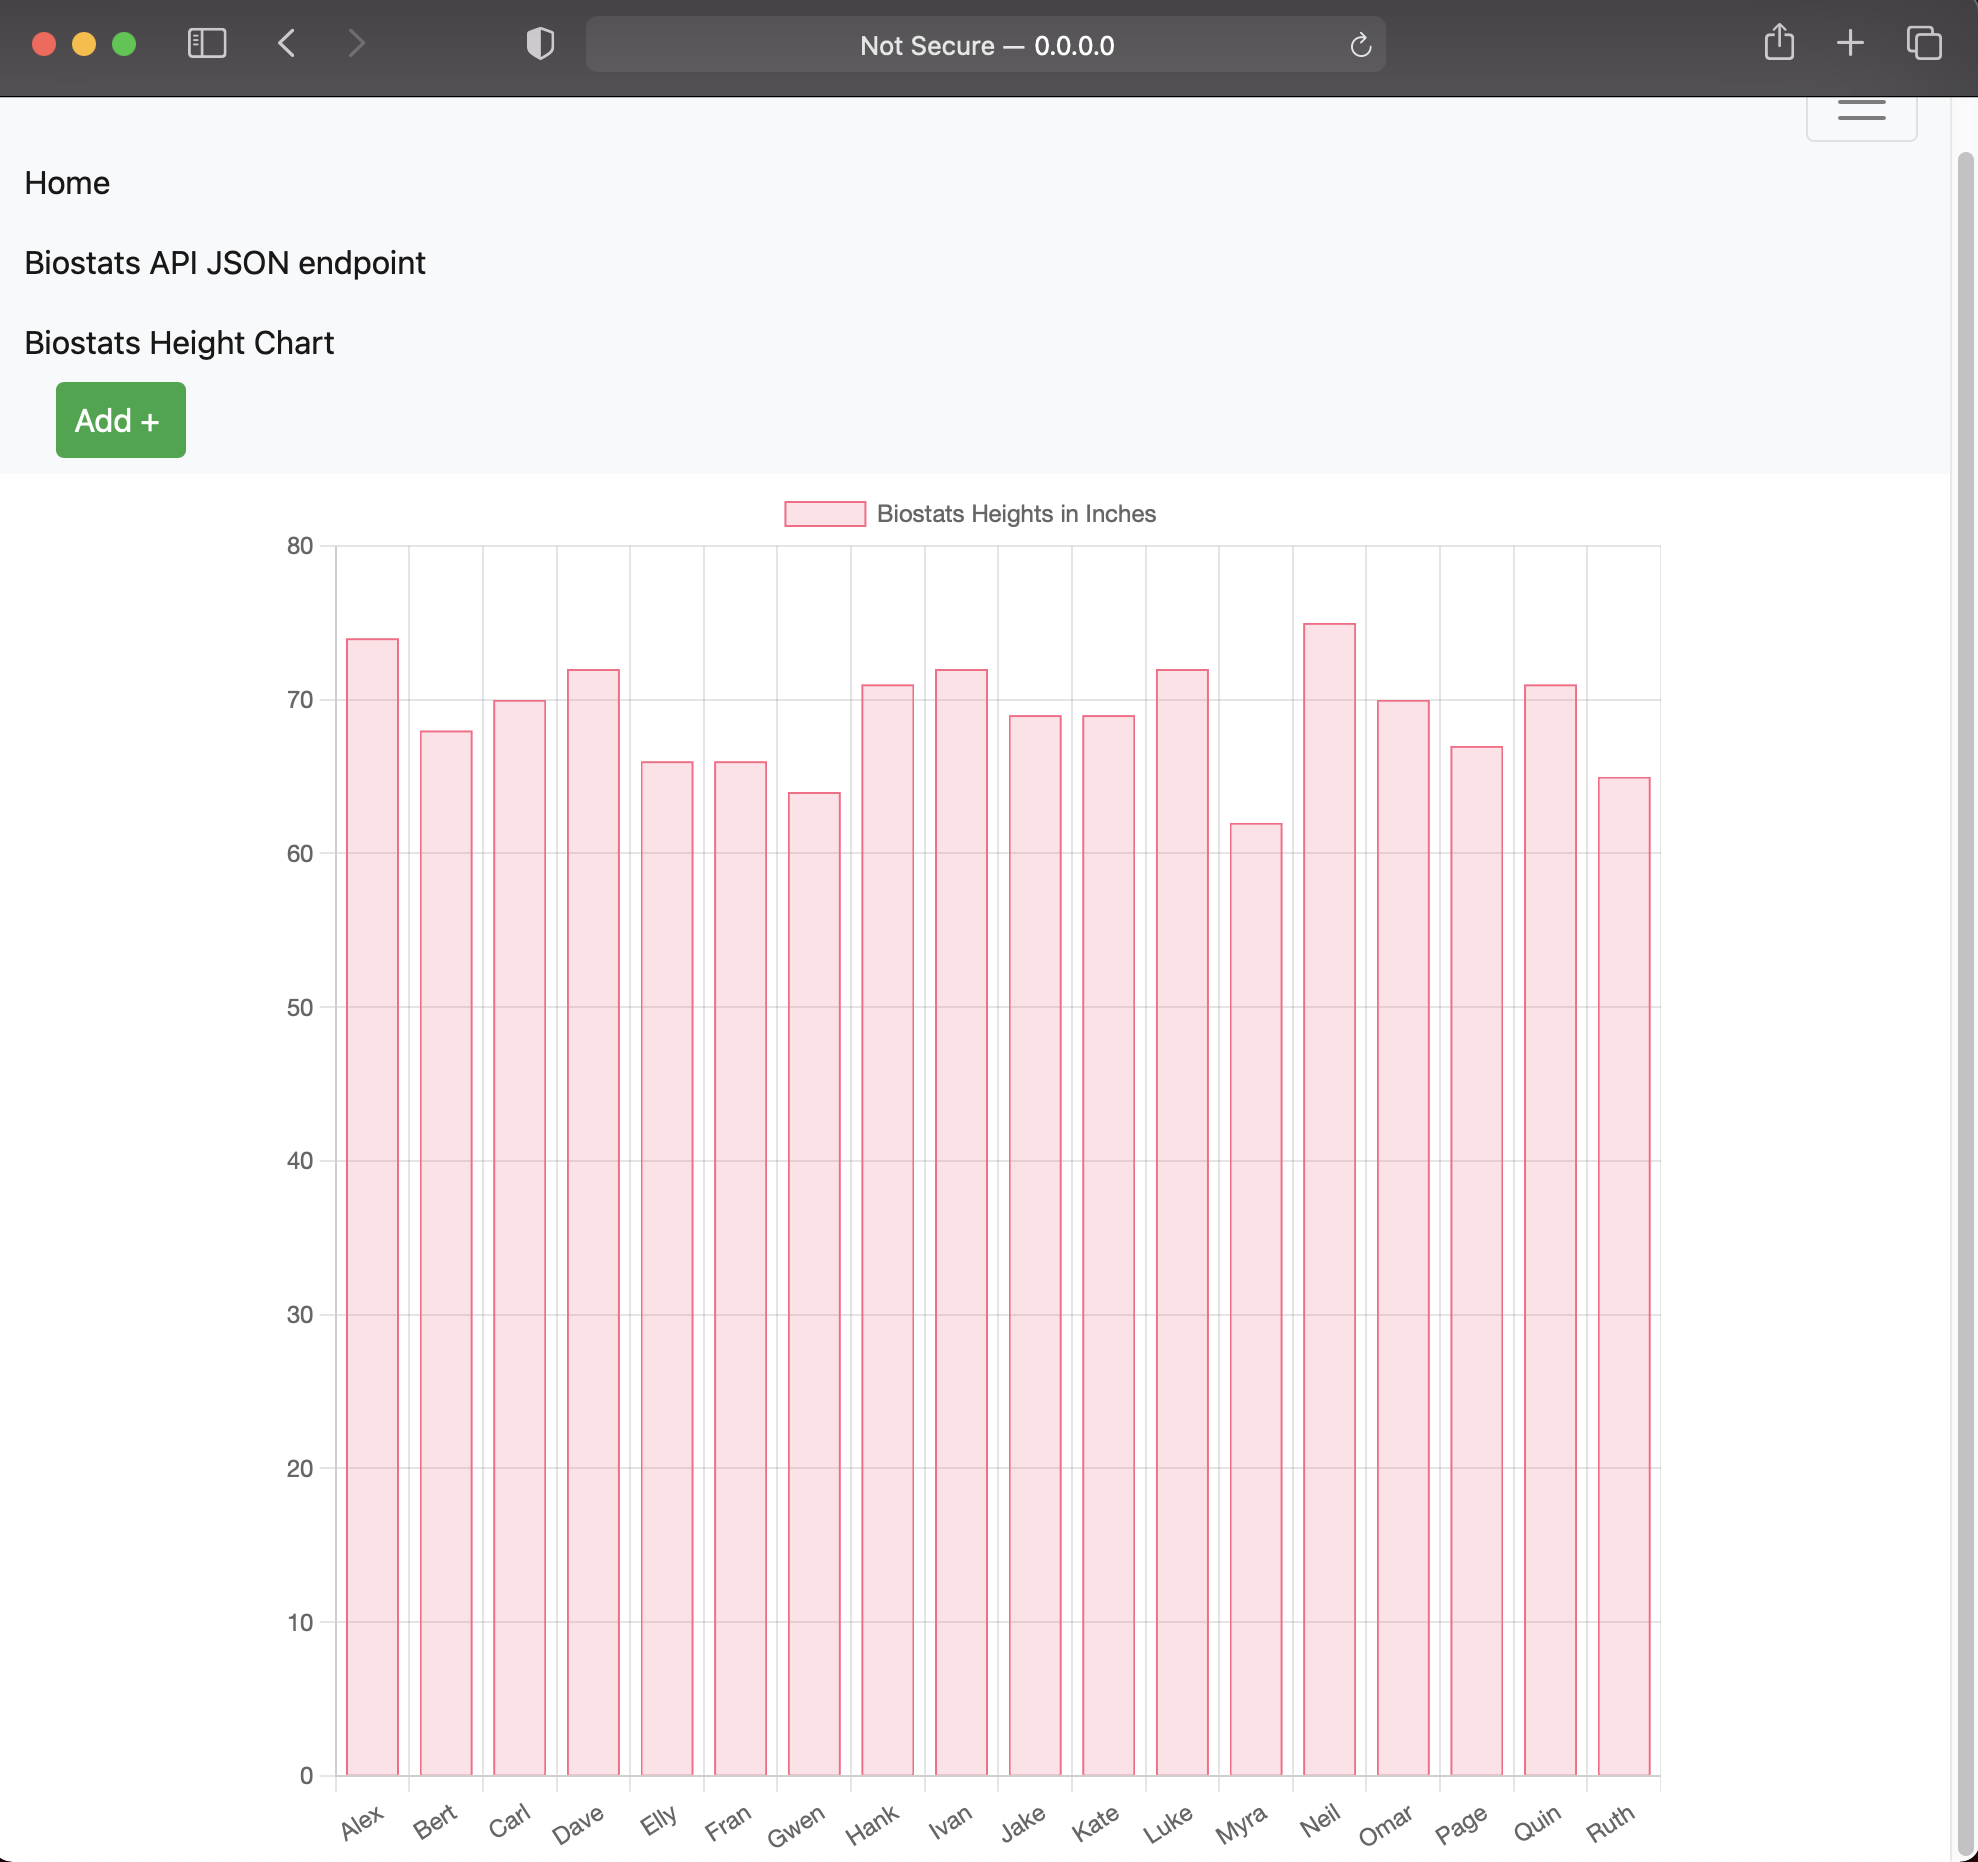 Not Secure — 0.0.0.0
Home
Biostats API JSON endpoint
Biostats Height Chart
Add +
Biostats Heights in Inches
80
70
60
50
40
30
20
10
0
Alex Bert Carl Dave Elly Fran Gwen Hank Ivan Jake Kate Luke Myra Neil Omar Page Quin Ruth